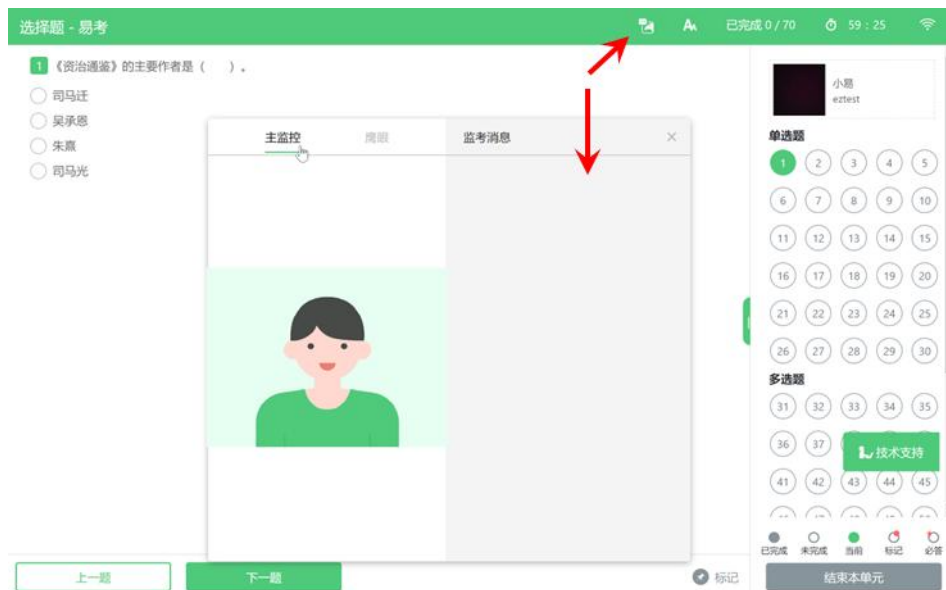 选择题 - 易考
已完成 0 / 70
59 : 25
1 《资治通鉴》的主要作者是（ ）。
司马迁
吴承恩
朱熹
司马光
主监控
鹰眼
监考消息
小易
eztest
单选题
1 2 3 4 5
6 7 8 9 10
11 12 13 14 15
16 17 18 19 20
21 22 23 24 25
26 27 28 29 30
多选题
31 32 33 34 35
36 37
技术支持
41 42 43 44 45
已完成 未完成 当前 标记 必答
上一题
下一题
标记
结束本单元